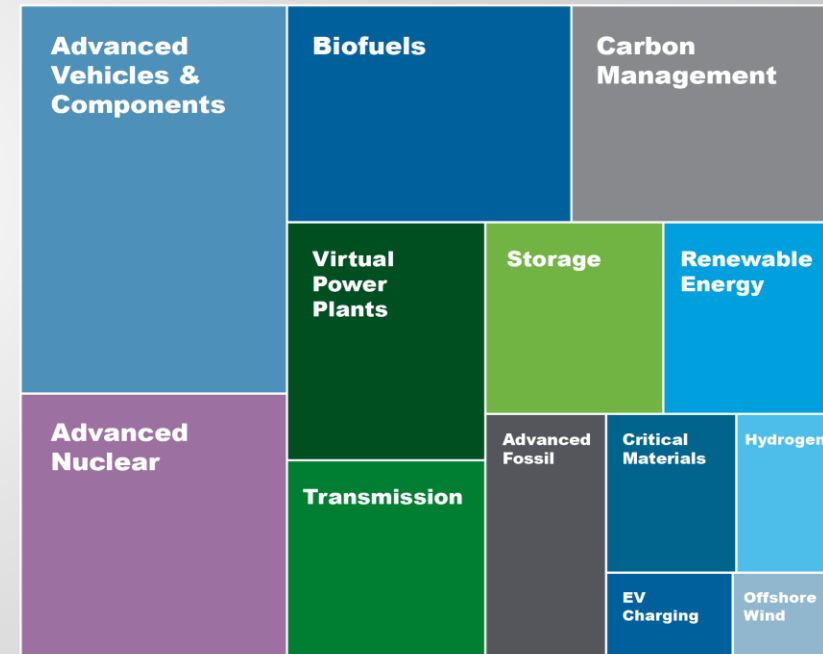 Advanced
Vehicles &
Components
Biofuels
Carbon
Management
Virtual
Power
Plants
Storage
Renewable
Energy
Advanced
Nuclear
Transmission
Advanced
Fossil
Critical
Materials
Hydrogen
EV
Charging
Offshore
Wind